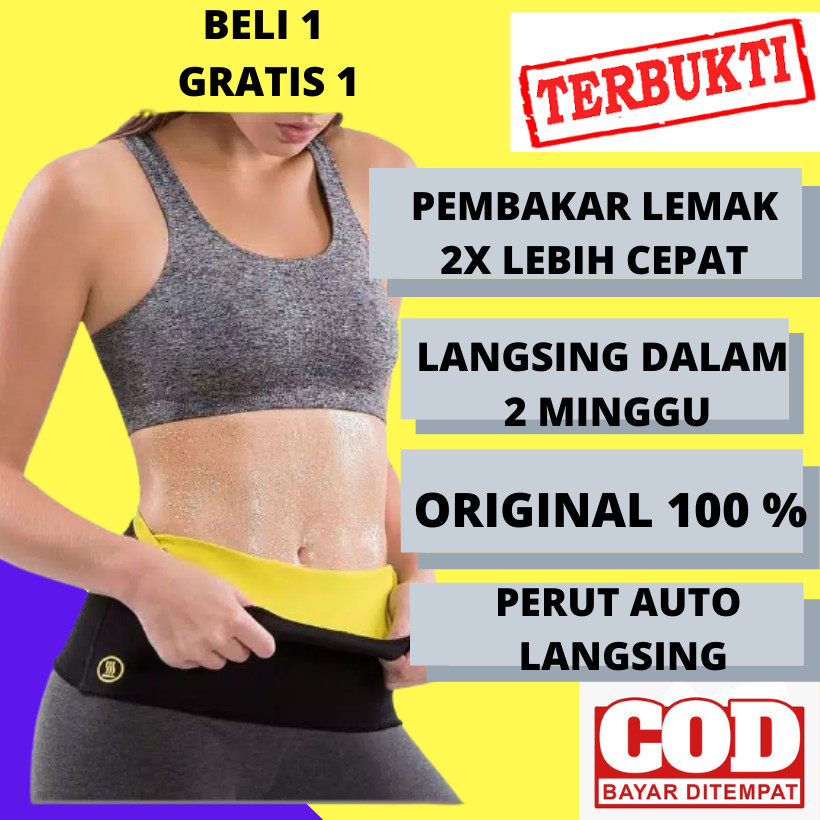 BELI 1
GRATIS 1
TERBUKTI
PEMBAKAR LEMAK
2X LEBIH CEPAT
LANGSING DALAM
2 MINGGU
ORIGINAL 100 %
PERUT AUTO
LANGSING
COD
BAYAR DITEMPAT